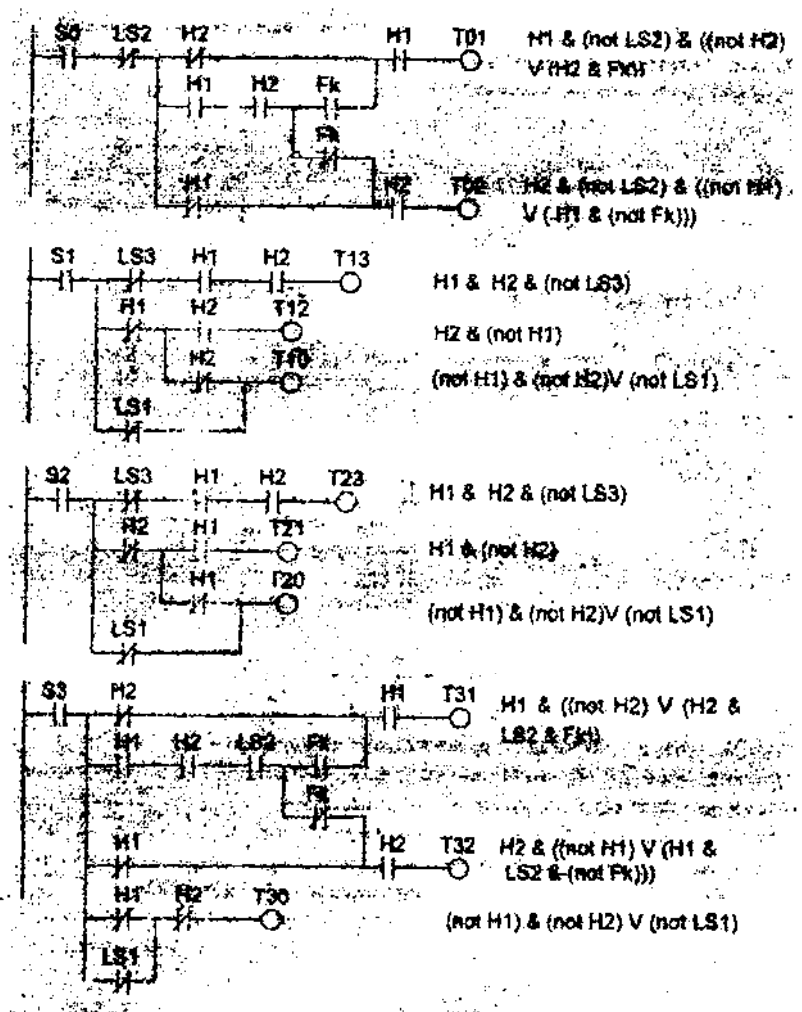 S0 LS2 H2 H1 T01 H1 & (not LS2) & ((not H2)
V (H2 & Fk))
H1 H2 Fk
Fk
H1 H2 T02 H2 & (not LS2) & ((not H1)
V (H1 & (not Fk)))
S1 LS3 H1 H2 T13
H1 & H2 & (not LS3)
H1 H2 T12
H2 & (not H1)
H2 T10
(not H1) & (not H2)V (not LS1)
LS1
S2 LS3 H1 H2 T23
H1 & H2 & (not LS3)
H2 H1 T21
H1 & (not H2)
H1 T20
(not H1) & (not H2)V (not LS1)
LS1
S3 H2 H1 T31 H1 & ((not H2) V (H2 &
LS2 & Fk))
H1 H2 LS2 Fk
Fk
H1 H2 T32 H2 & ((not H1) V (H1 &
LS2 & (not Fk)))
H1 H2 T30
(not H1) & (not H2) V (not LS1)
LS1